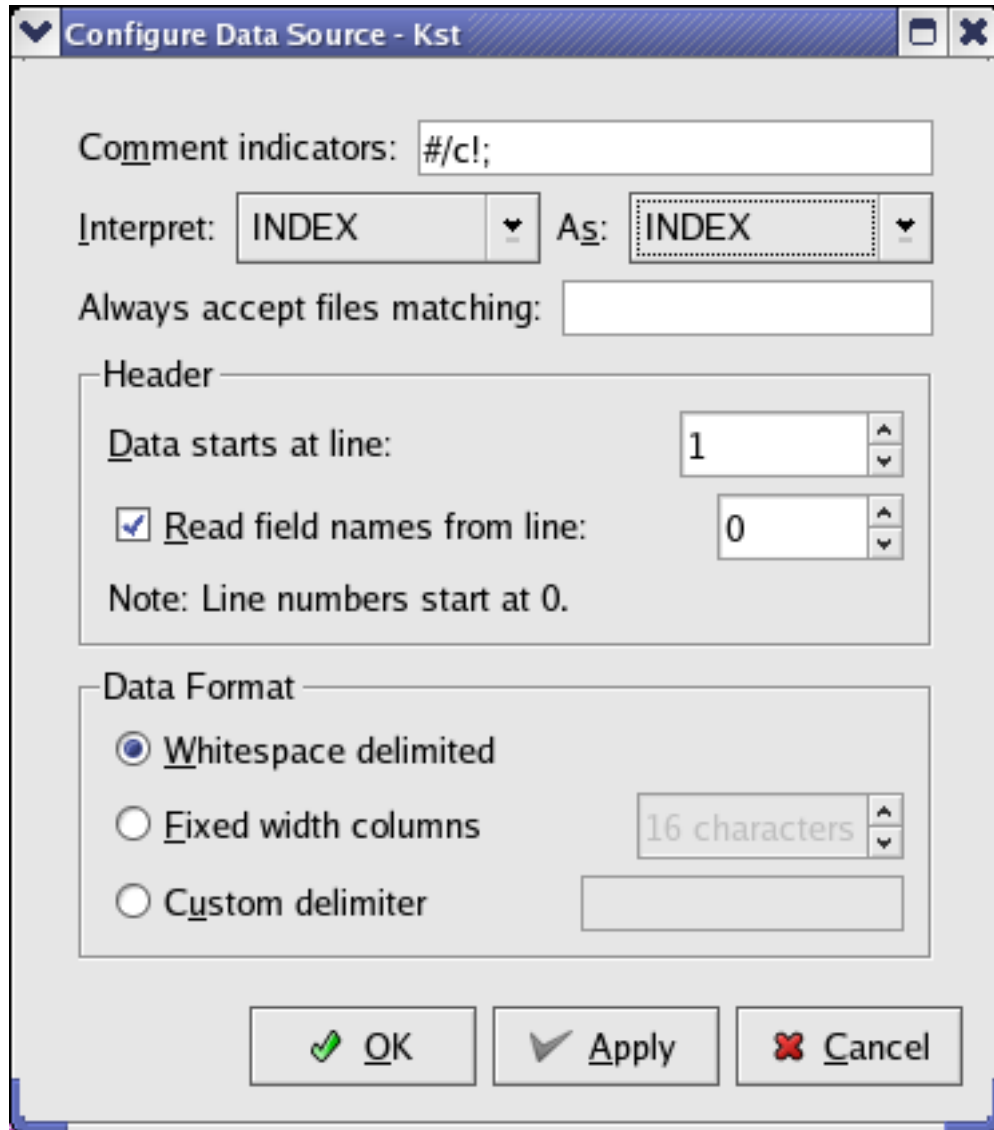 Configure Data Source - Kst
Comment indicators: #/c!;
Interpret: INDEX As: INDEX
Always accept files matching:
Header
Data starts at line: 1
Read field names from line: 0
Note: Line numbers start at 0.
Data Format
Whitespace delimited
Fixed width columns 16 characters
Custom delimiter
OK Apply Cancel